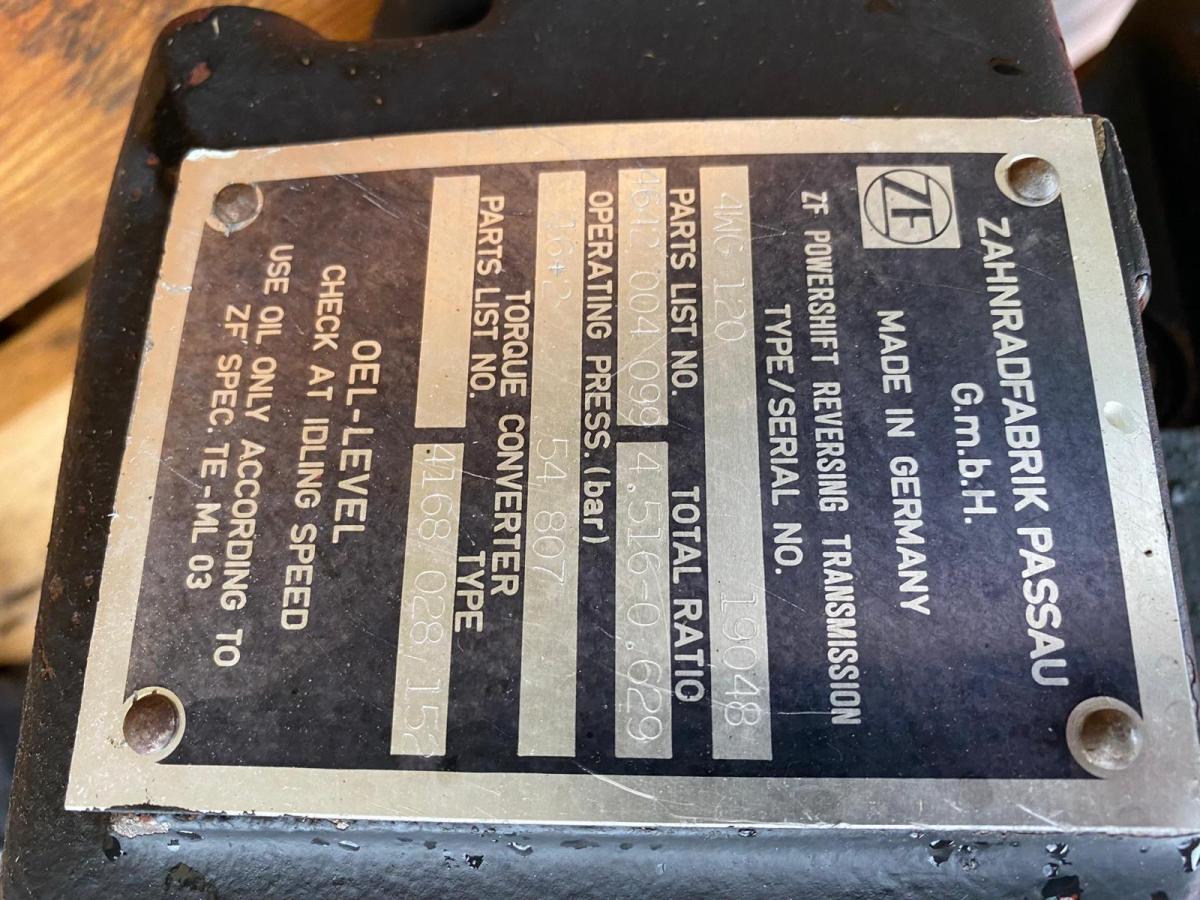 ZAHNRADFABRIK PASSAU
G.m.b.H.
ZF MADE IN GERMANY
ZF POWERSHIFT REVERSING TRANSMISSION
TYPE/SERIAL NO.
4WG 120 19048
PARTS LIST NO. TOTAL RATIO
4642 004 099 4.516-0.629
OPERATING PRESS. (bar)
16+2 54 807
TORQUE CONVERTER
PARTS LIST NO. TYPE
4168 028 152
OEL-LEVEL
CHECK AT IDLING SPEED
USE OIL ONLY ACCORDING TO
ZF SPEC. TE-ML 03